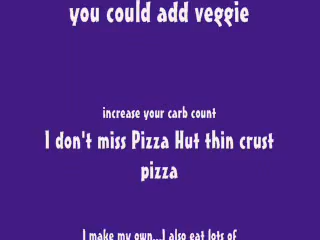 you could add veggie
increase your carb count
I don't miss Pizza Hut thin crust
pizza
I make my own...I also eat lots of